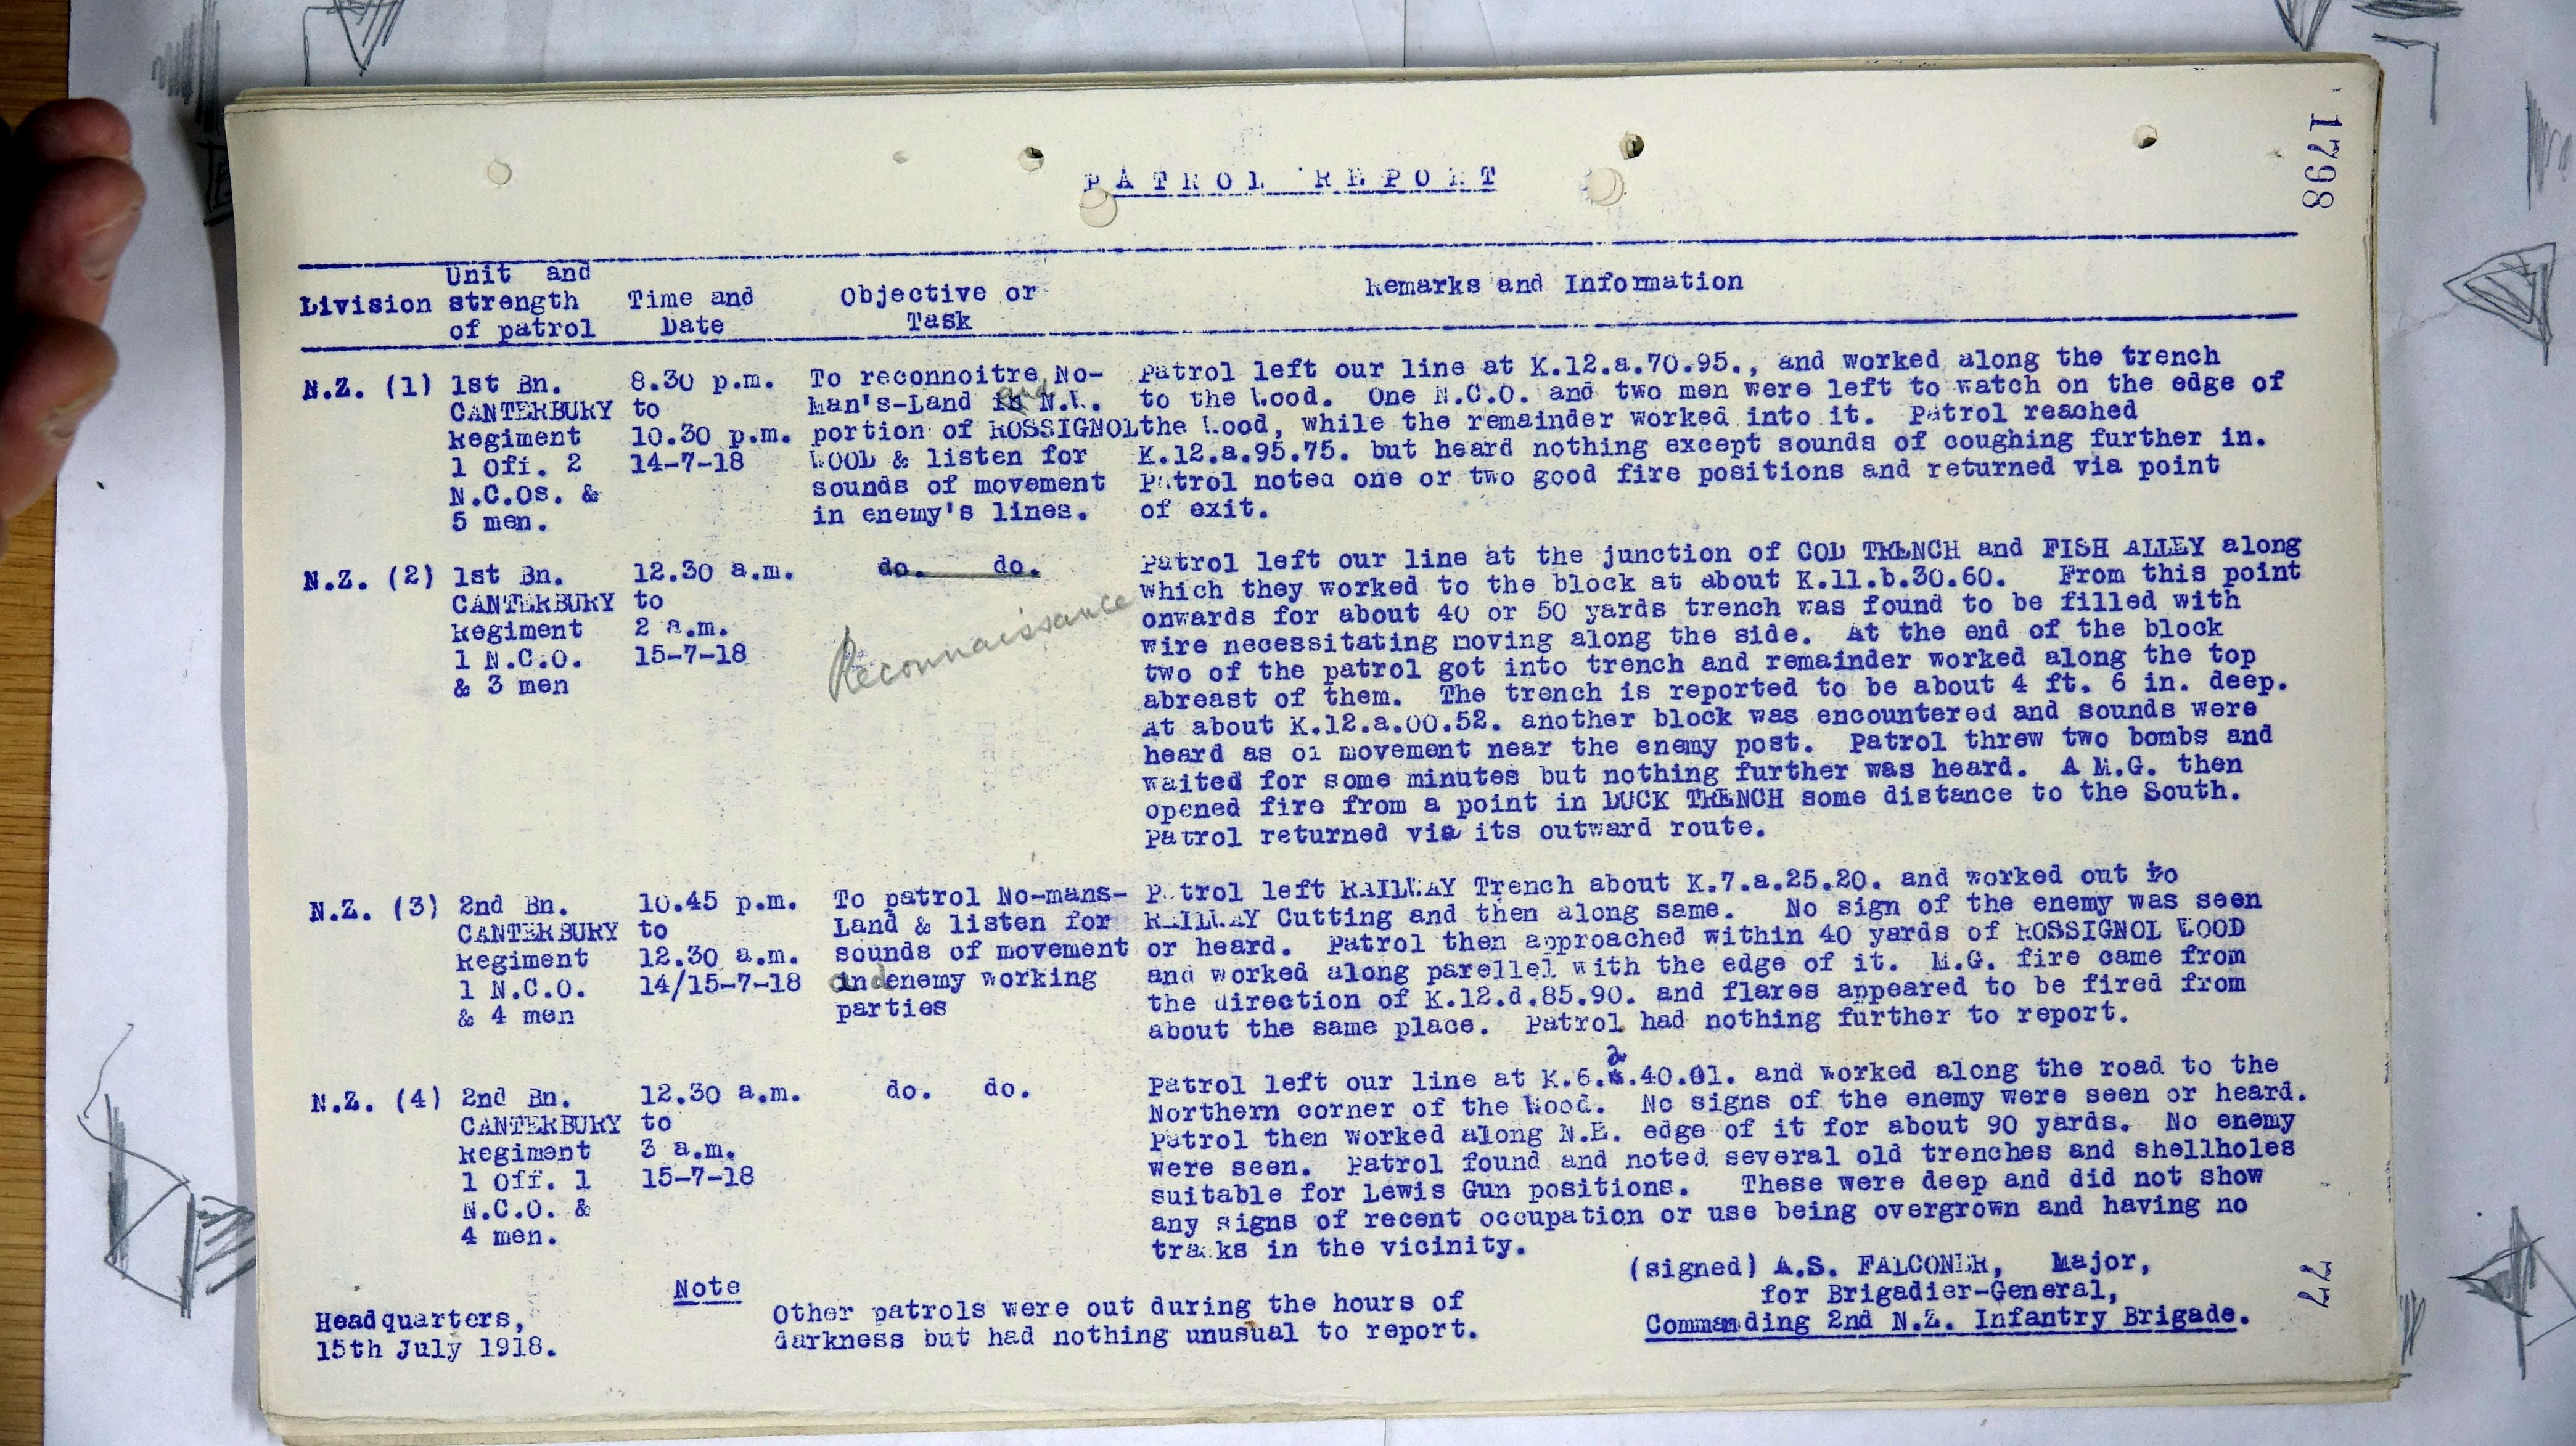 1798
PATROL REPORT
Division
Unit and
strength
of patrol
Time and
Date
Objective or
Task
Remarks and Information
N.Z. (1)
1st Bn.
CANTERBURY
Regiment
1 Off. 2
N.C.Os. &
5 men.
8.30 p.m.
to
10.30 p.m.
14-7-18
To reconnoitre No-
Man's-Land and N.W.
portion of ROSSIGNOL
WOOD & listen for
sounds of movement
in enemy's lines.
Patrol left our line at K.12.a.70.95., and worked along the trench
to the Wood. One N.C.O. and two men were left to watch on the edge of
the Wood, while the remainder worked into it. Patrol reached
K.12.a.95.75. but heard nothing except sounds of coughing further in.
Patrol noted one or two good fire positions and returned via point
of exit.
N.Z. (2)
1st Bn.
CANTERBURY
Regiment
1 N.C.O.
& 3 men
12.30 a.m.
to
2 a.m.
15-7-18
do. do.
Reconnaissance
Patrol left our line at the junction of COD TRENCH and FISH ALLEY along
which they worked to the block at about K.11.b.30.60. From this point
onwards for about 40 or 50 yards trench was found to be filled with
wire necessitating moving along the side. At the end of the block
two of the patrol got into trench and remainder worked along the top
abreast of them. The trench is reported to be about 4 ft. 6 in. deep.
At about K.12.a.00.52. another block was encountered and sounds were
heard as of movement near the enemy post. Patrol threw two bombs and
waited for some minutes but nothing further was heard. A M.G. then
opened fire from a point in DUCK TRENCH some distance to the South.
Patrol returned via its outward route.
N.Z. (3)
2nd Bn.
CANTERBURY
Regiment
1 N.C.O.
& 4 men
10.45 p.m.
to
12.30 a.m.
14/15-7-18
To patrol No-mans-
Land & listen for
sounds of movement
and enemy working
parties
Patrol left RAILWAY Trench about K.7.a.25.20. and worked out to
RAILWAY Cutting and then along same. No sign of the enemy was seen
or heard. Patrol then approached within 40 yards of ROSSIGNOL WOOD
and worked along parellel with the edge of it. M.G. fire came from
the direction of K.12.d.85.90. and flares appeared to be fired from
about the same place. Patrol had nothing further to report.
N.Z. (4)
2nd Bn.
CANTERBURY
Regiment
1 Off. 1
N.C.O. &
4 men.
12.30 a.m.
to
3 a.m.
15-7-18
do. do.
Patrol left our line at K.6.d.40.01. and worked along the road to the
Northern corner of the Wood. No signs of the enemy were seen or heard.
Patrol then worked along N.E. edge of it for about 90 yards. No enemy
were seen. Patrol found and noted several old trenches and shellholes
suitable for Lewis Gun positions. These were deep and did not show
any signs of recent occupation or use being overgrown and having no
tracks in the vicinity.
(signed) A.S. FALCONER, Major,
for Brigadier-General,
Commanding 2nd N.Z. Infantry Brigade.
Note
Other patrols were out during the hours of
darkness but had nothing unusual to report.
Headquarters,
15th July 1918.
77